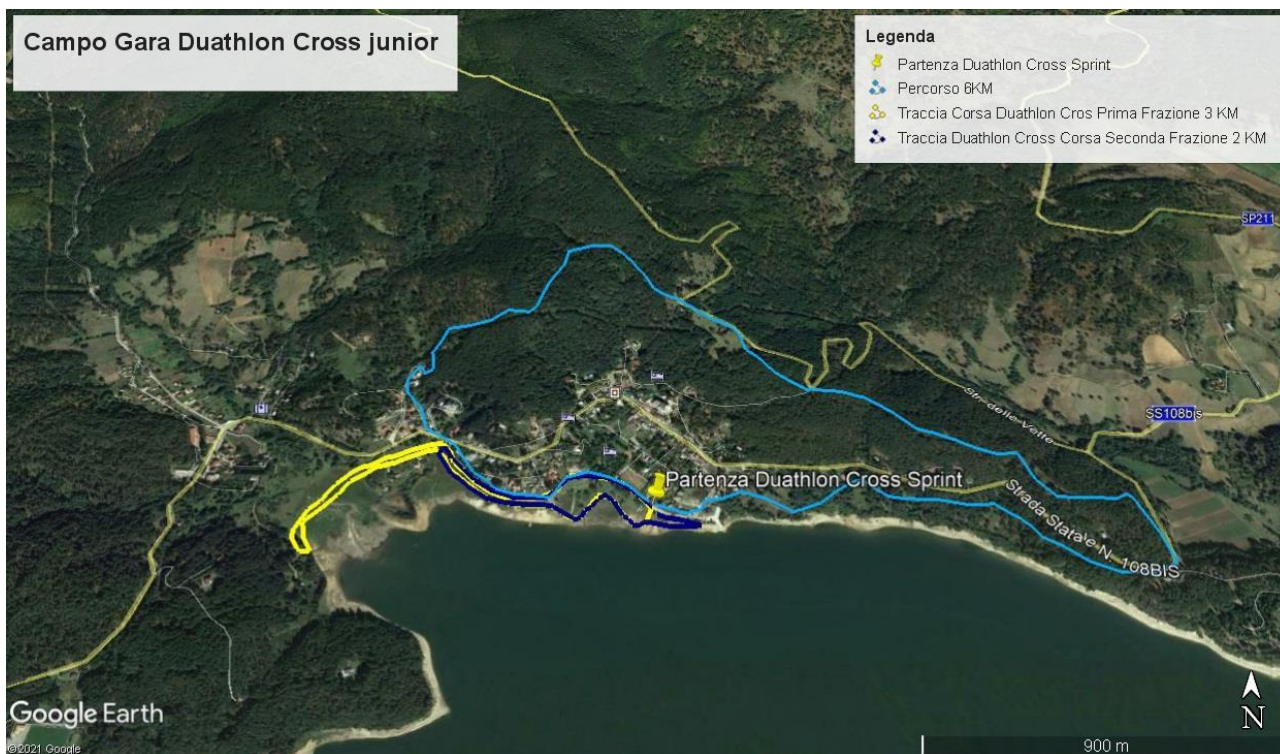 Campo Gara Duathlon Cross junior
Legenda
Partenza Duathlon Cross Sprint
Percorso 6KM
Traccia Corsa Duathlon Cros Prima Frazione 3 KM
Traccia Duathlon Cross Corsa Seconda Frazione 2 KM
SP211
Str. delle Vette
SS108bis
Partenza Duathlon Cross Sprint
Strada Statale N. 108BIS
Google Earth
©2021 Google
N
900 m